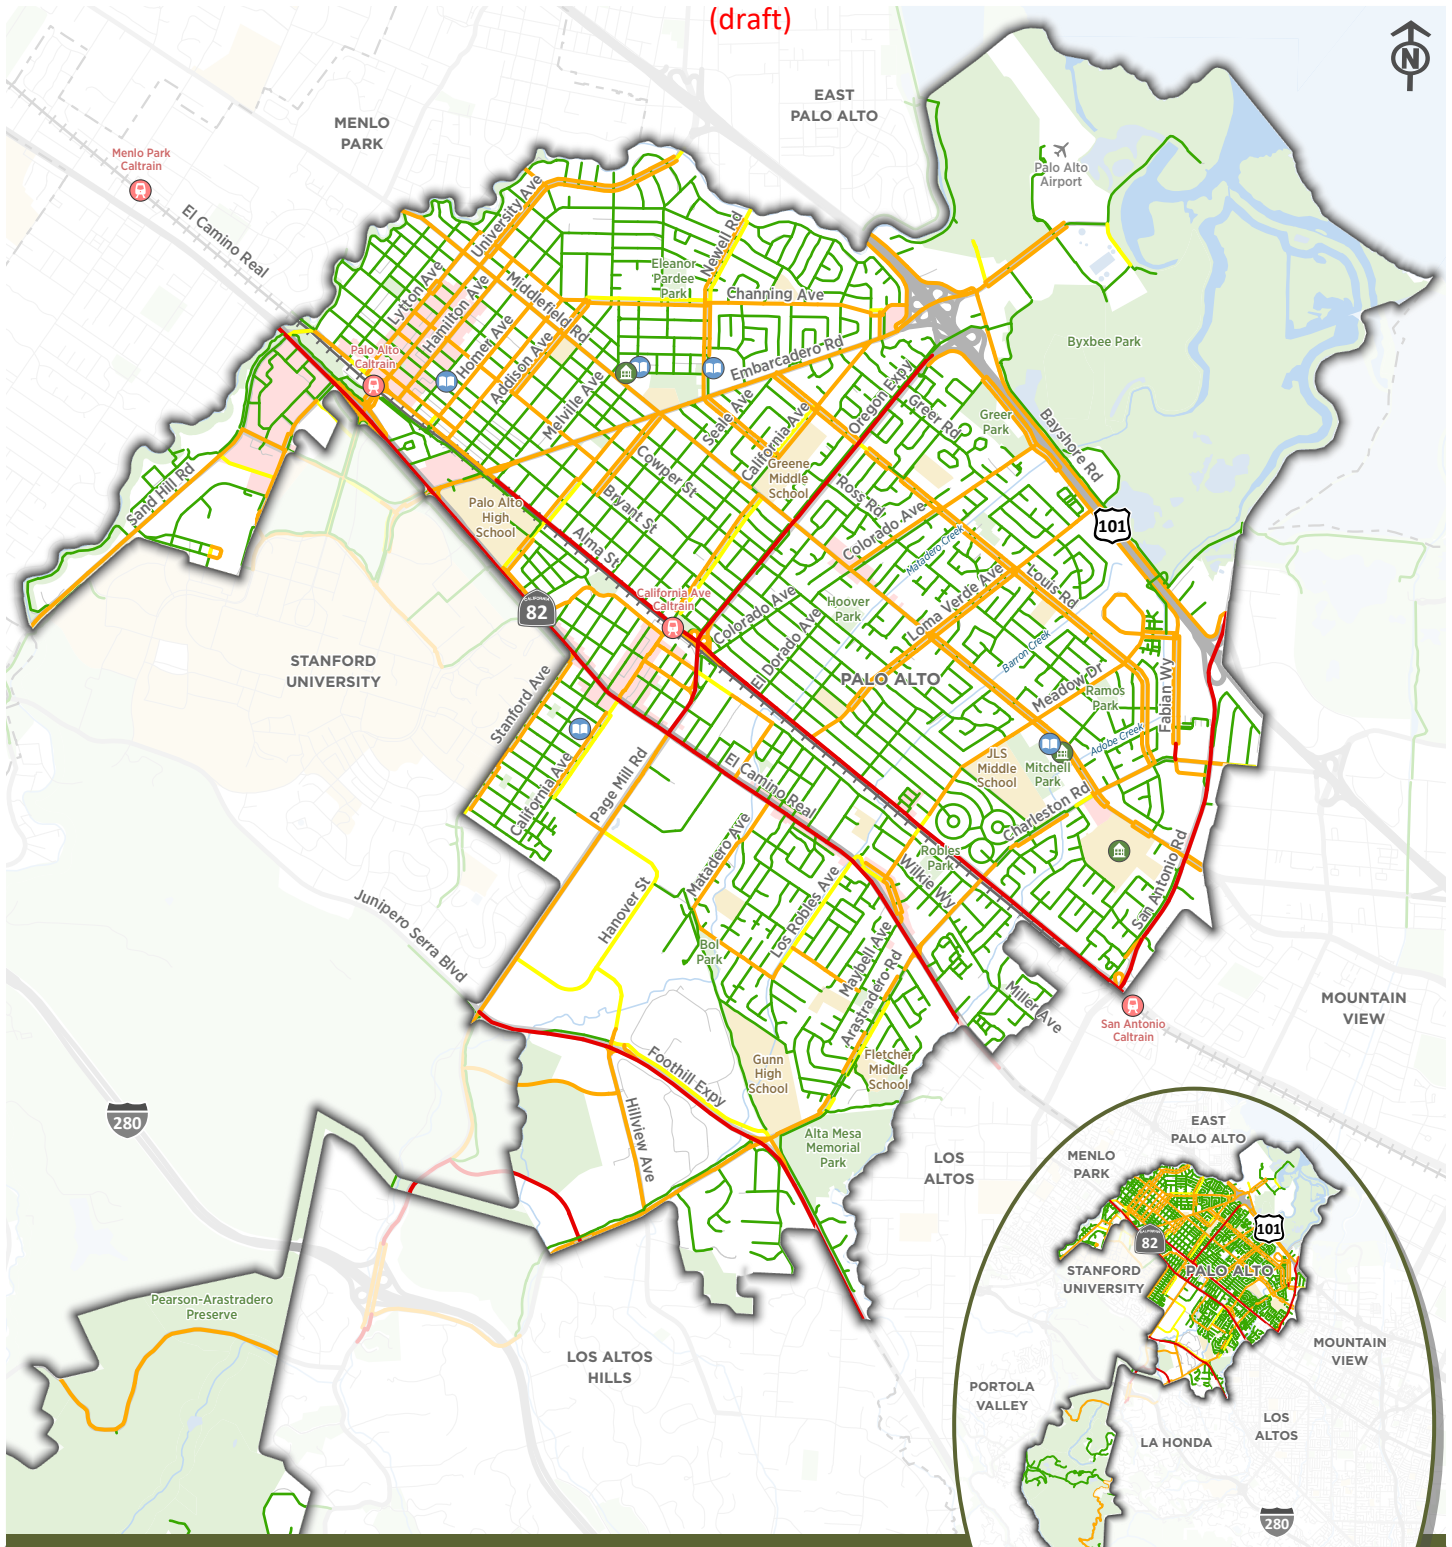 (draft)
N
EAST
PALO ALTO
MENLO
PARK
Menlo Park
Caltrain
Palo Alto
Airport
El Camino Real
University Ave
Newell Rd
Eleanor
Pardee
Park
Lytton Ave
Hamilton Ave
Middlefield Rd
Channing Ave
Homer Ave
Addison Ave
Palo Alto
Caltrain
Embarcadero Rd
Byxbee Park
Melville Ave
Seale Ave
California Ave
Oregon Expy
Greer Rd
Greer
Park
Bayshore Rd
Cowper St
Greene
Middle
School
Sand Hill Rd
Bryant St
Ross Rd
Palo Alto
High
School
Colorado Ave
Matadero Creek
101
Alma St
California Ave
Caltrain
CALIFORNIA
82
Louis Rd
Loma Verde Ave
Hoover
Park
Colorado Ave
El Dorado Ave
Barron Creek
STANFORD
UNIVERSITY
PALO ALTO
Meadow Dr
Ramos
Park
Fabian Wy
Stanford Ave
Adobe Creek
JLS
Middle
School
Mitchell
Park
El Camino Real
Page Mill Rd
California Ave
Charleston Rd
Matadero Ave
Robles
Park
Wilkie Wy
San Antonio Rd
Los Robles Ave
Hanover St
Junipero Serra Blvd
Bol
Park
Maybell Ave
Arastradero Rd
Miller Ave
MOUNTAIN
VIEW
San Antonio
Caltrain
Foothill Expy
Gunn
High
School
Fletcher
Middle
School
Hillview Ave
280
Alta Mesa
Memorial
Park
LOS
ALTOS
EAST
PALO ALTO
MENLO
PARK
101
CALIFORNIA
82
STANFORD
UNIVERSITY
PALO ALTO
Pearson-Arastradero
Preserve
MOUNTAIN
VIEW
LOS ALTOS
HILLS
PORTOLA
VALLEY
LOS
ALTOS
LA HONDA
280